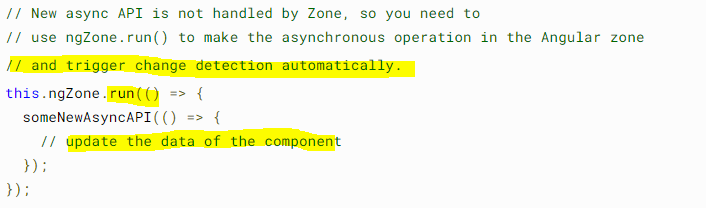 // New async API is not handled by Zone, so you need to
// use ngZone.run() to make the asynchronous operation in the Angular zone
// and trigger change detection automatically.
this.ngZone.run(() => {
  someNewAsyncAPI(() => {
    // update the data of the component
  });
});